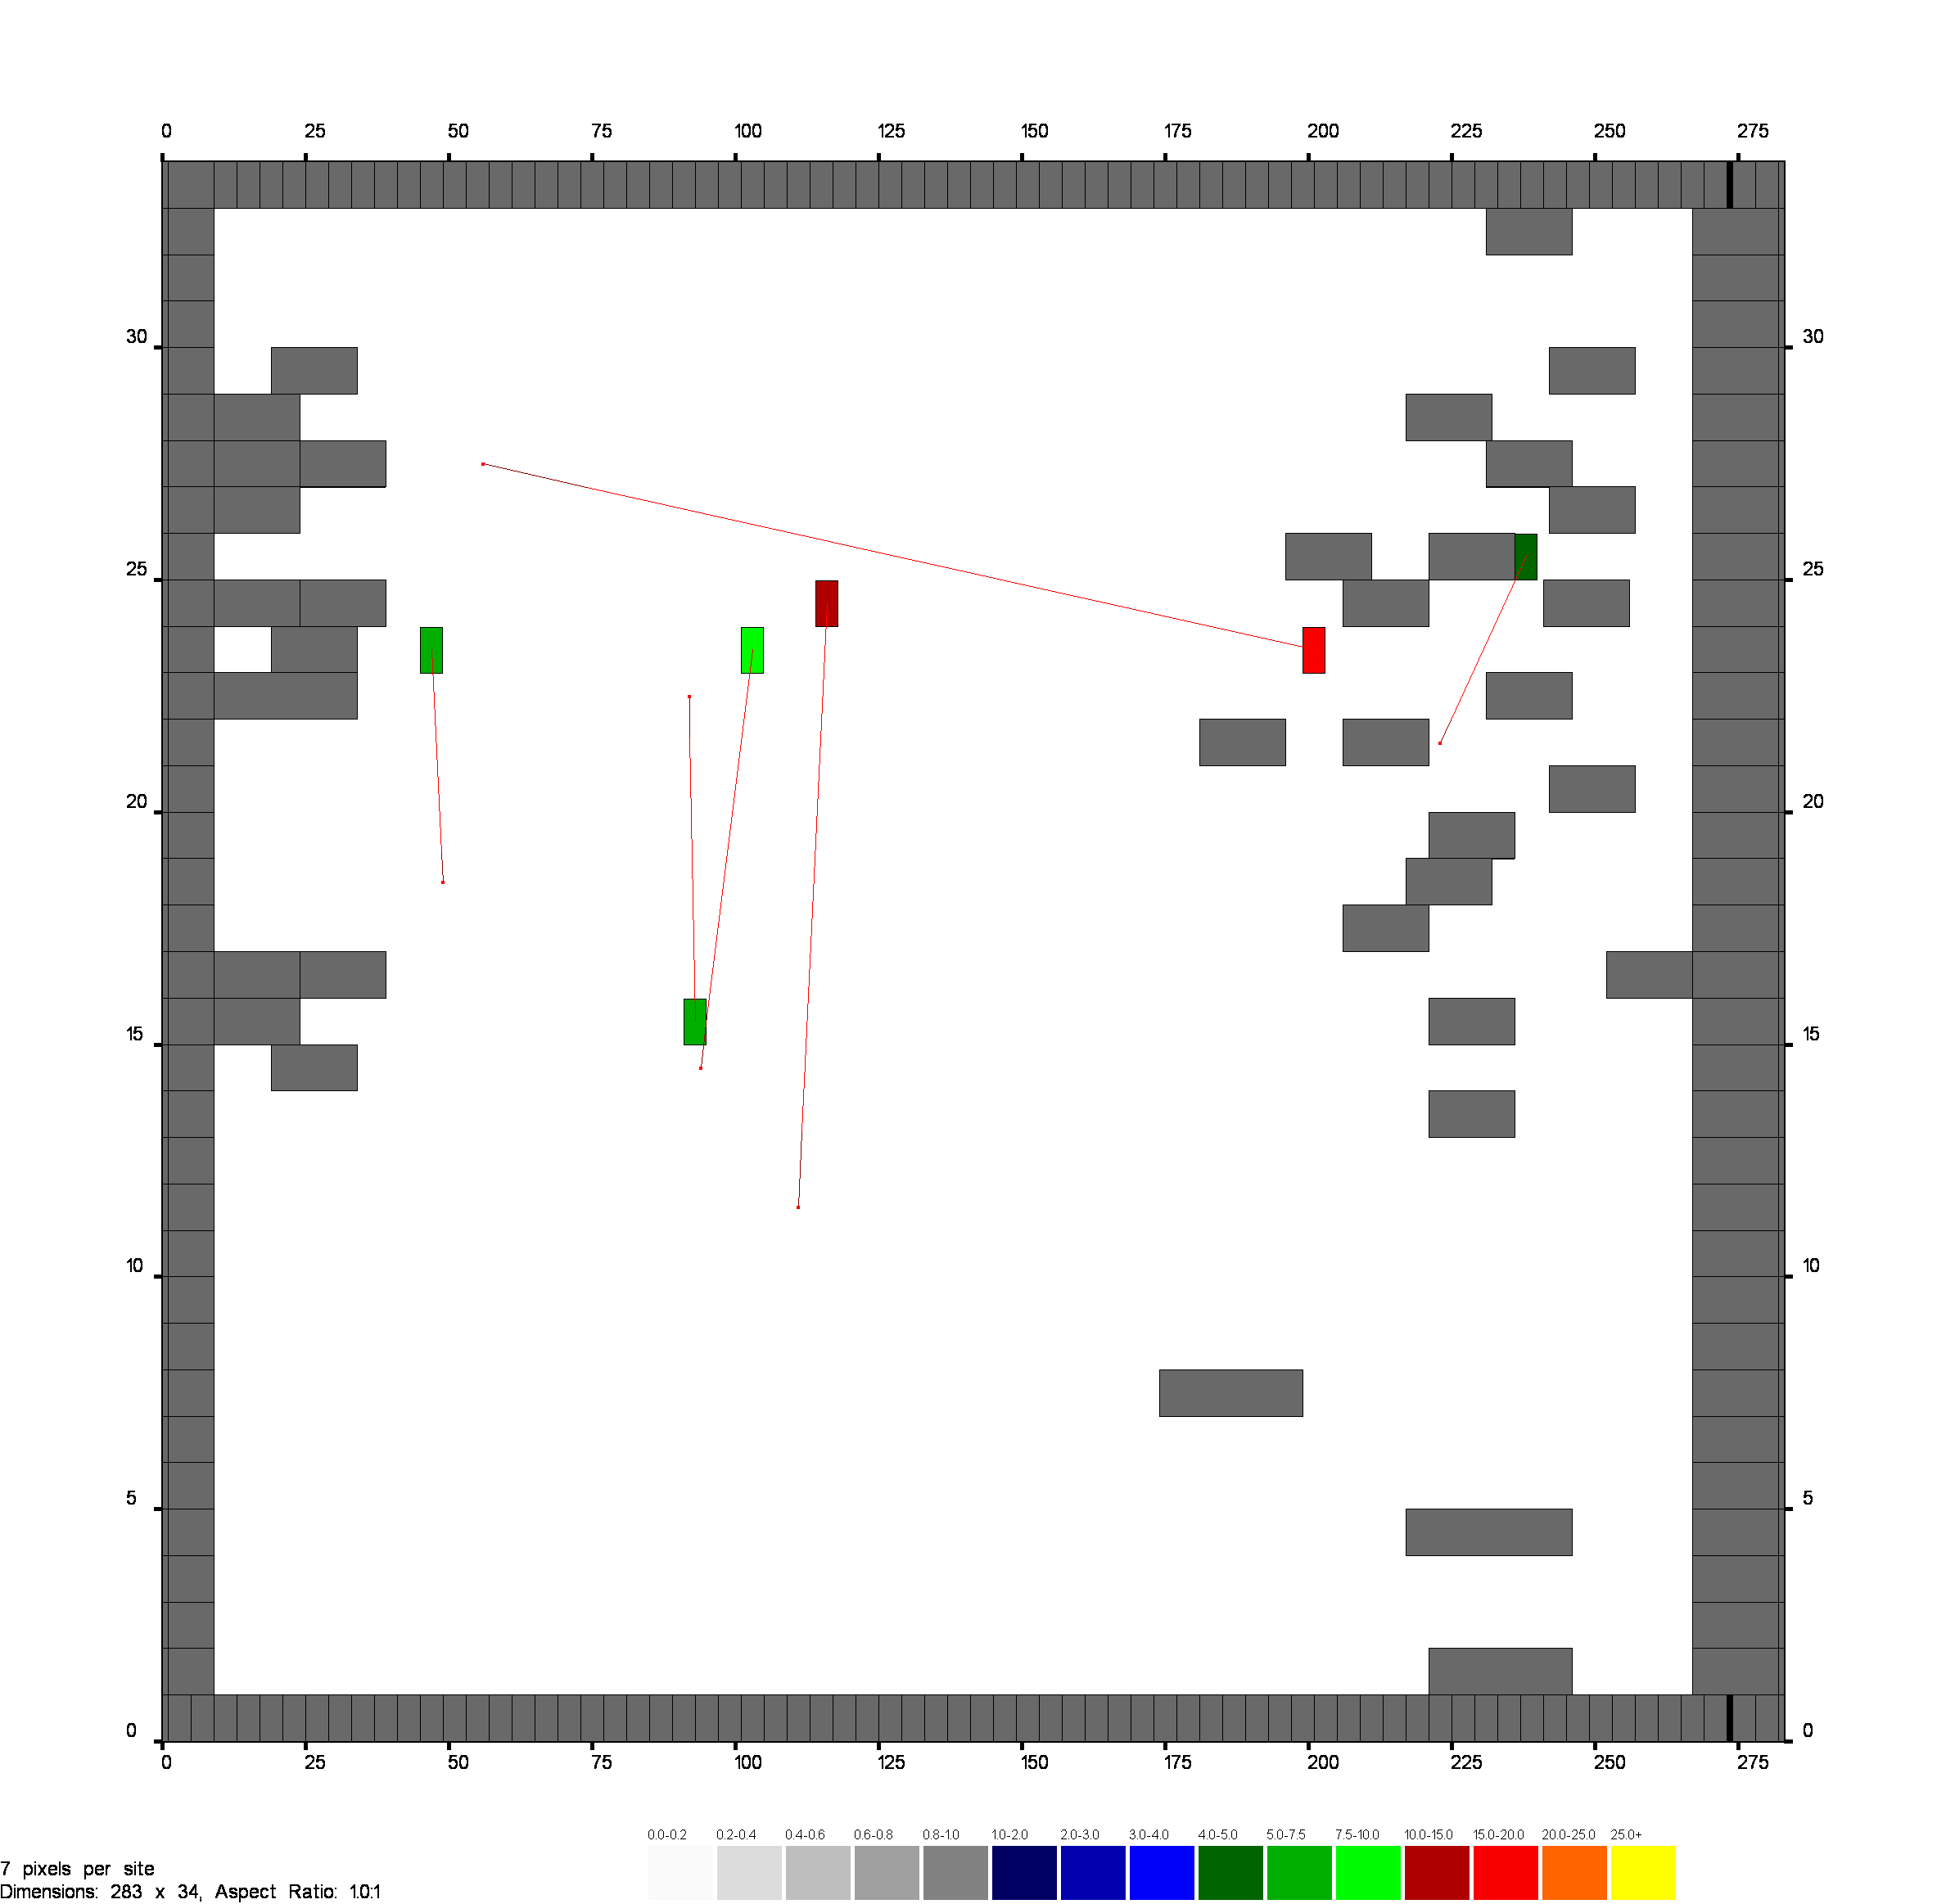 0 25 50 75 100 125 150 175 200 225 250 275
30 30
25 25
20 20
15 15
10 10
5 5
0 0
0 25 50 75 100 125 150 175 200 225 250 275
0.0-0.2 0.2-0.4 0.4-0.6 0.6-0.8 0.8-1.0 1.0-2.0 2.0-3.0 3.0-4.0 4.0-5.0 5.0-7.5 7.5-10.0 10.0-15.0 15.0-20.0 20.0-25.0 25.0+
7 pixels per site
Dimensions: 283 x 34, Aspect Ratio: 1.0:1